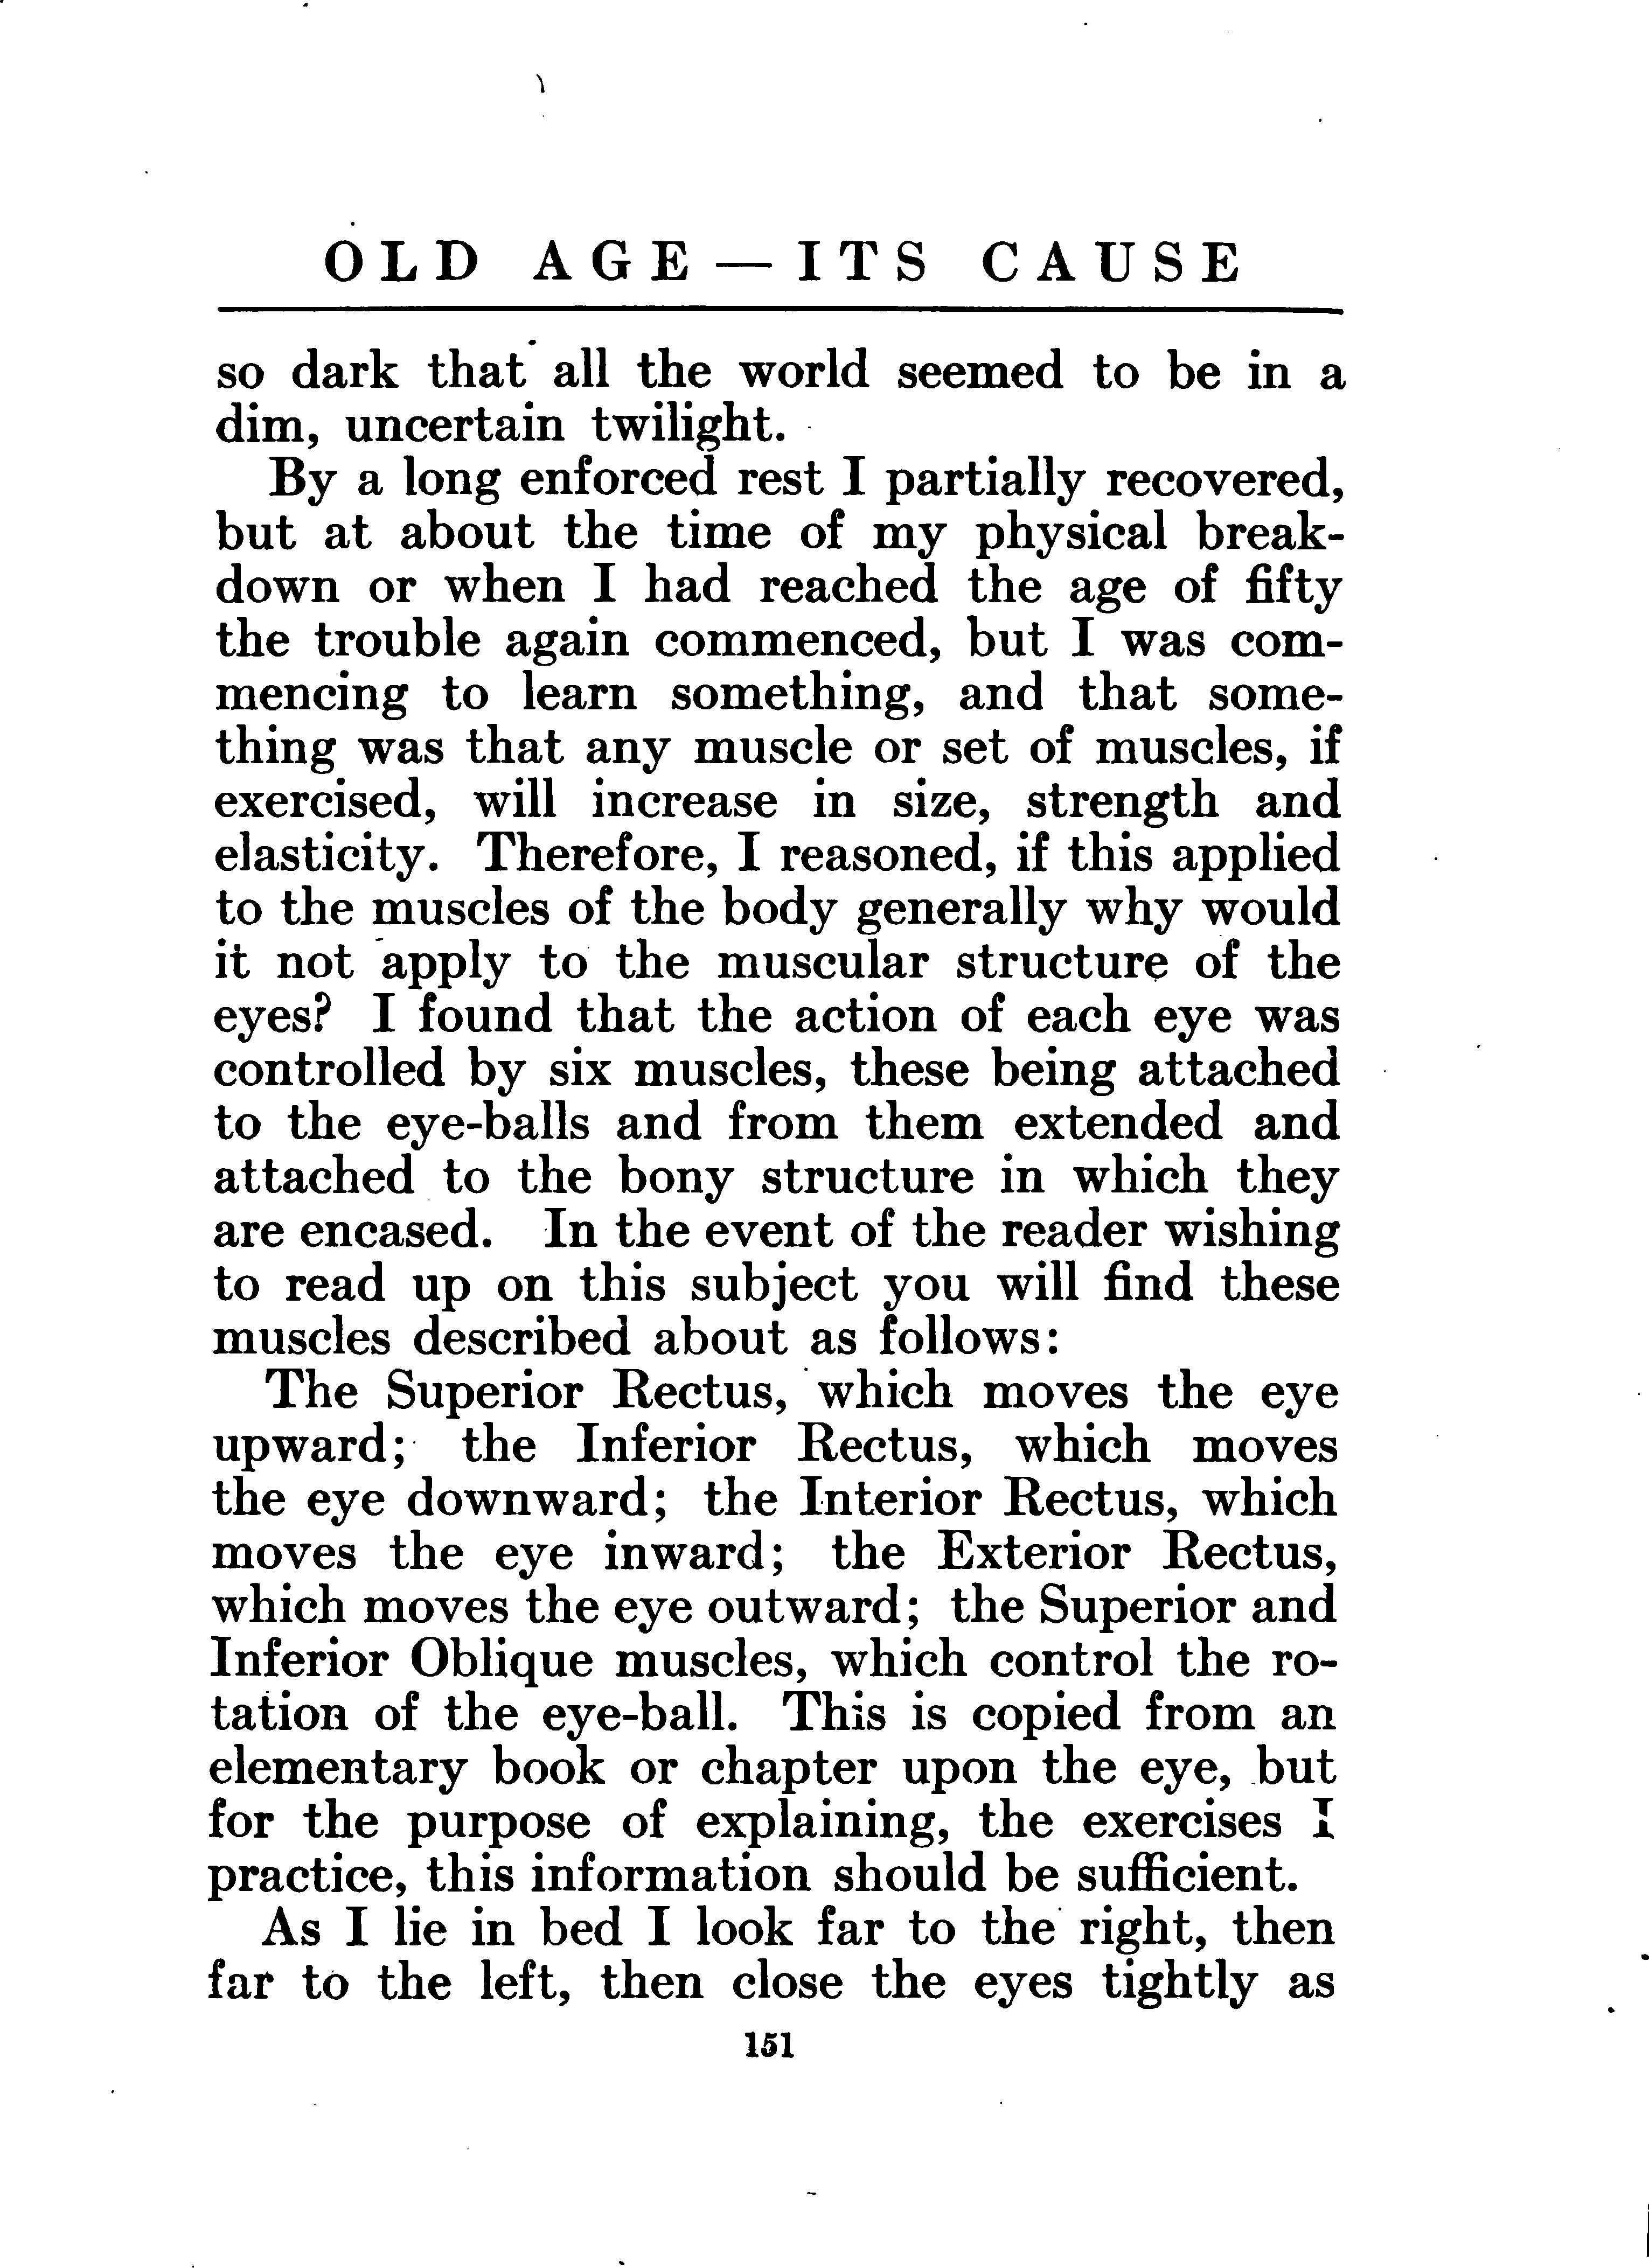 OLD AGE — ITS CAUSE
so dark that all the world seemed to be in a
dim, uncertain twilight.
By a long enforced rest I partially recovered,
but at about the time of my physical break-
down or when I had reached the age of fifty
the trouble again commenced, but I was com-
mencing to learn something, and that some-
thing was that any muscle or set of muscles, if
exercised, will increase in size, strength and
elasticity. Therefore, I reasoned, if this applied
to the muscles of the body generally why would
it not apply to the muscular structure of the
eyes? I found that the action of each eye was
controlled by six muscles, these being attached
to the eye-balls and from them extended and
attached to the bony structure in which they
are encased. In the event of the reader wishing
to read up on this subject you will find these
muscles described about as follows:
The Superior Rectus, which moves the eye
upward; the Inferior Rectus, which moves
the eye downward; the Interior Rectus, which
moves the eye inward; the Exterior Rectus,
which moves the eye outward; the Superior and
Inferior Oblique muscles, which control the ro-
tation of the eye-ball. This is copied from an
elementary book or chapter upon the eye, but
for the purpose of explaining, the exercises I
practice, this information should be sufficient.
As I lie in bed I look far to the right, then
far to the left, then close the eyes tightly as
151